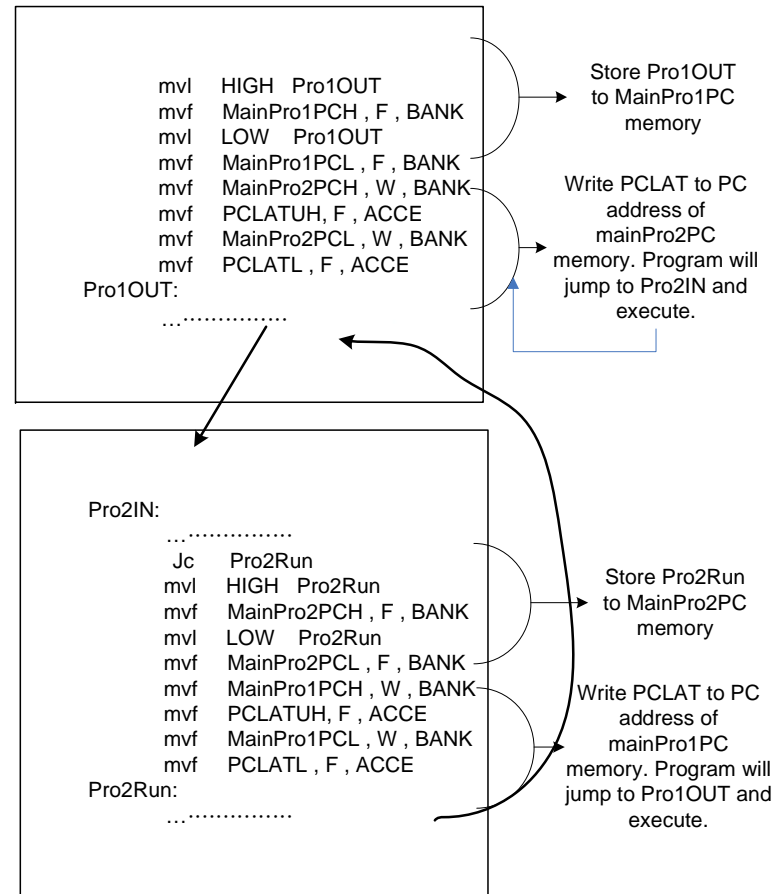 mvl HIGH Pro1OUT
mvf MainPro1PCH , F , BANK
mvl LOW Pro1OUT
mvf MainPro1PCL , F , BANK
mvf MainPro2PCH , W , BANK
mvf PCLATUH, F , ACCE
mvf MainPro2PCL , W , BANK
mvf PCLATL , F , ACCE
Pro1OUT:
...···············
Store Pro1OUT
to MainPro1PC
memory
Write PCLAT to PC
address of
mainPro2PC
memory. Program will
jump to Pro2IN and
execute.
Pro2IN:
...···············
Jc Pro2Run
mvl HIGH Pro2Run
mvf MainPro2PCH , F , BANK
mvl LOW Pro2Run
mvf MainPro2PCL , F , BANK
mvf MainPro1PCH , W , BANK
mvf PCLATUH, F , ACCE
mvf MainPro1PCL , W , BANK
mvf PCLATL , F , ACCE
Pro2Run:
...···············
Store Pro2Run
to MainPro2PC
memory
Write PCLAT to PC
address of
mainPro1PC
memory. Program will
jump to Pro1OUT and
execute.